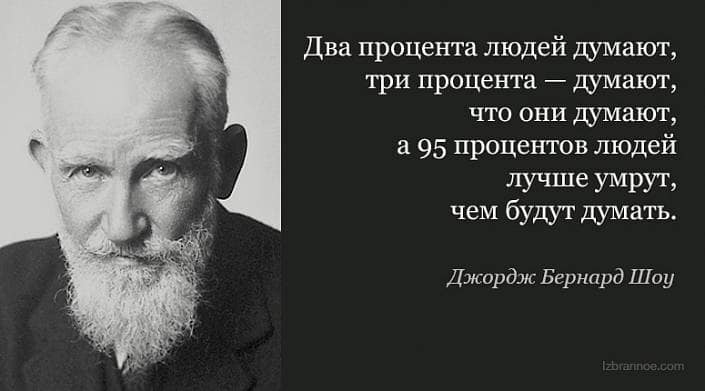 Два процента людей думают,
три процента — думают,
что они думают,
а 95 процентов людей
лучше умрут,
чем будут думать.
Джордж Бернард Шоу
Izbrannoe.com